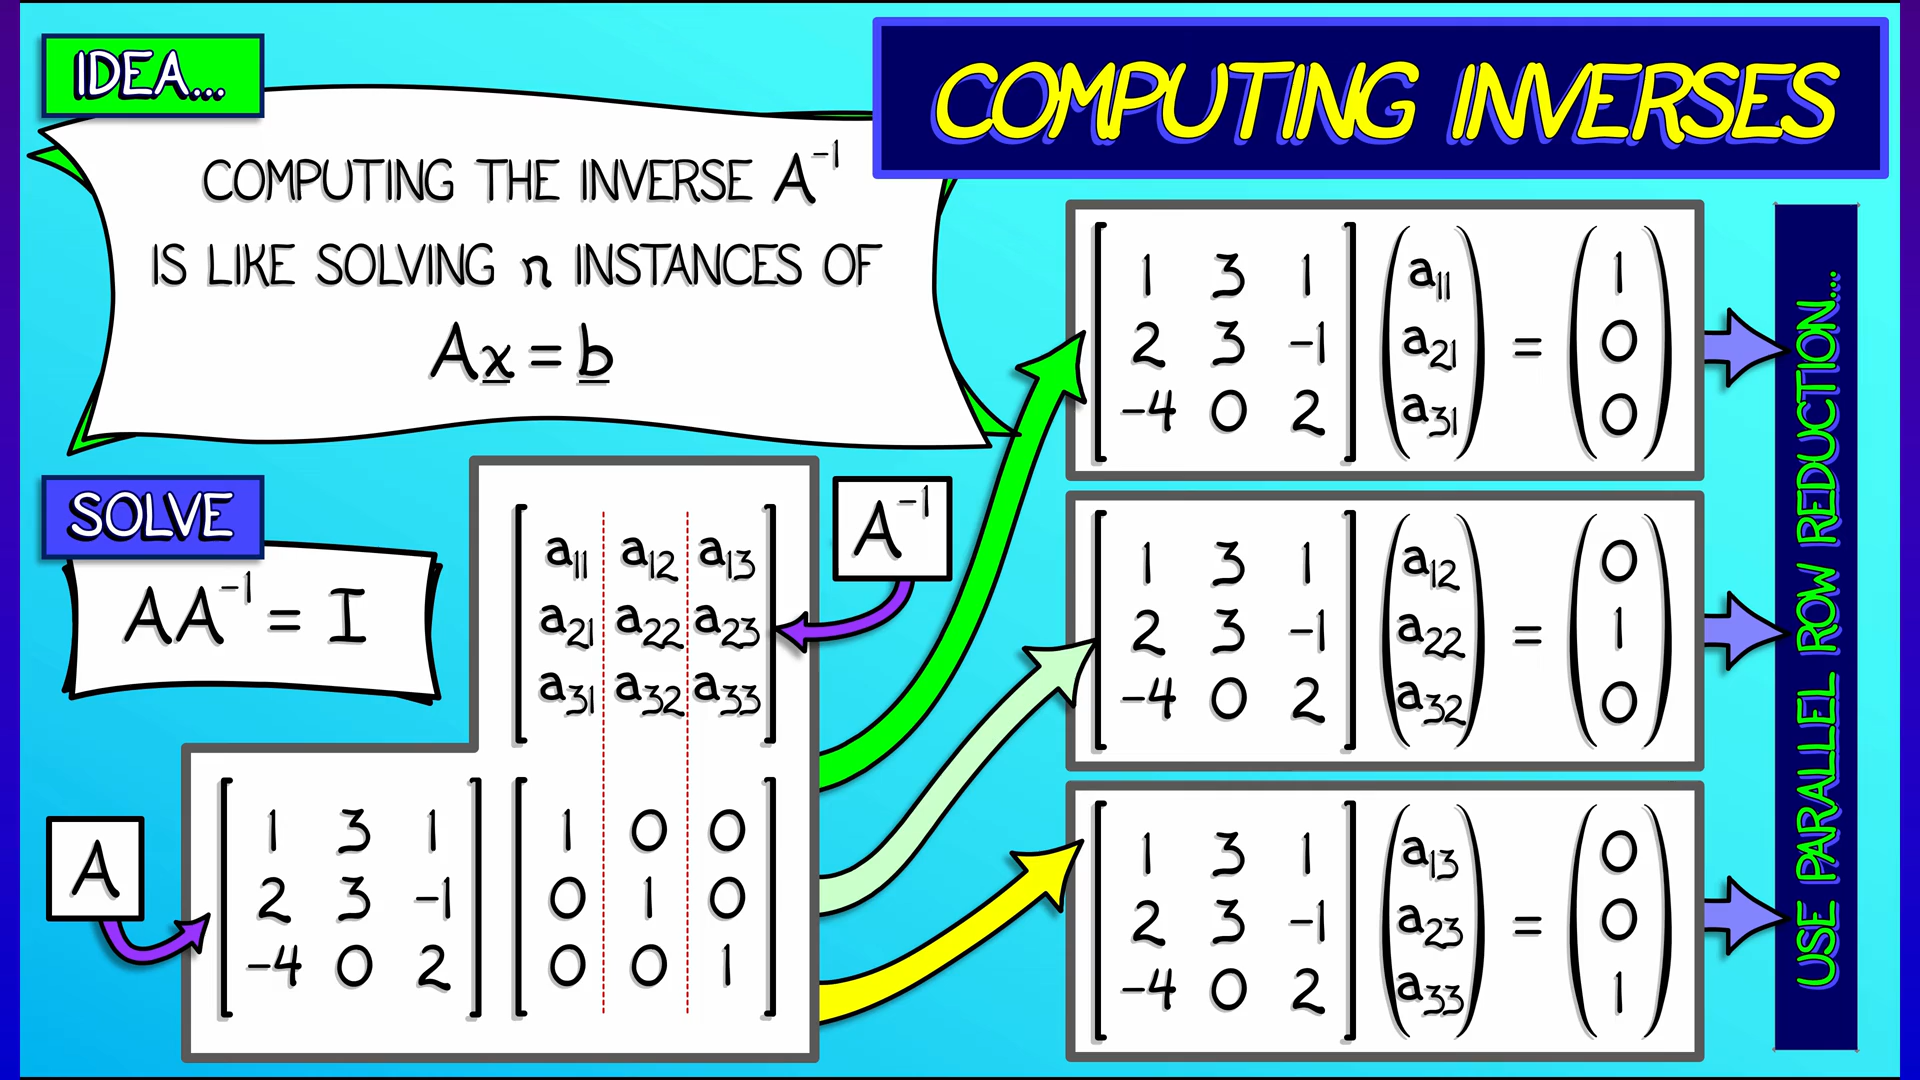 IDEA...
COMPUTING INVERSES
COMPUTING THE INVERSE A⁻¹
IS LIKE SOLVING n INSTANCES OF
Ax = b
SOLVE
AA⁻¹ = I
a₁₁ a₁₂ a₁₃
a₂₁ a₂₂ a₂₃
a₃₁ a₃₂ a₃₃
A⁻¹
A
1 3 1 1 0 0
2 3 -1 0 1 0
-4 0 2 0 0 1
1 3 1 a₁₁ 1
2 3 -1 a₂₁ = 0
-4 0 2 a₃₁ 0
1 3 1 a₁₂ 0
2 3 -1 a₂₂ = 1
-4 0 2 a₃₂ 0
1 3 1 a₁₃ 0
2 3 -1 a₂₃ = 0
-4 0 2 a₃₃ 1
USE PARALLEL ROW REDUCTION...